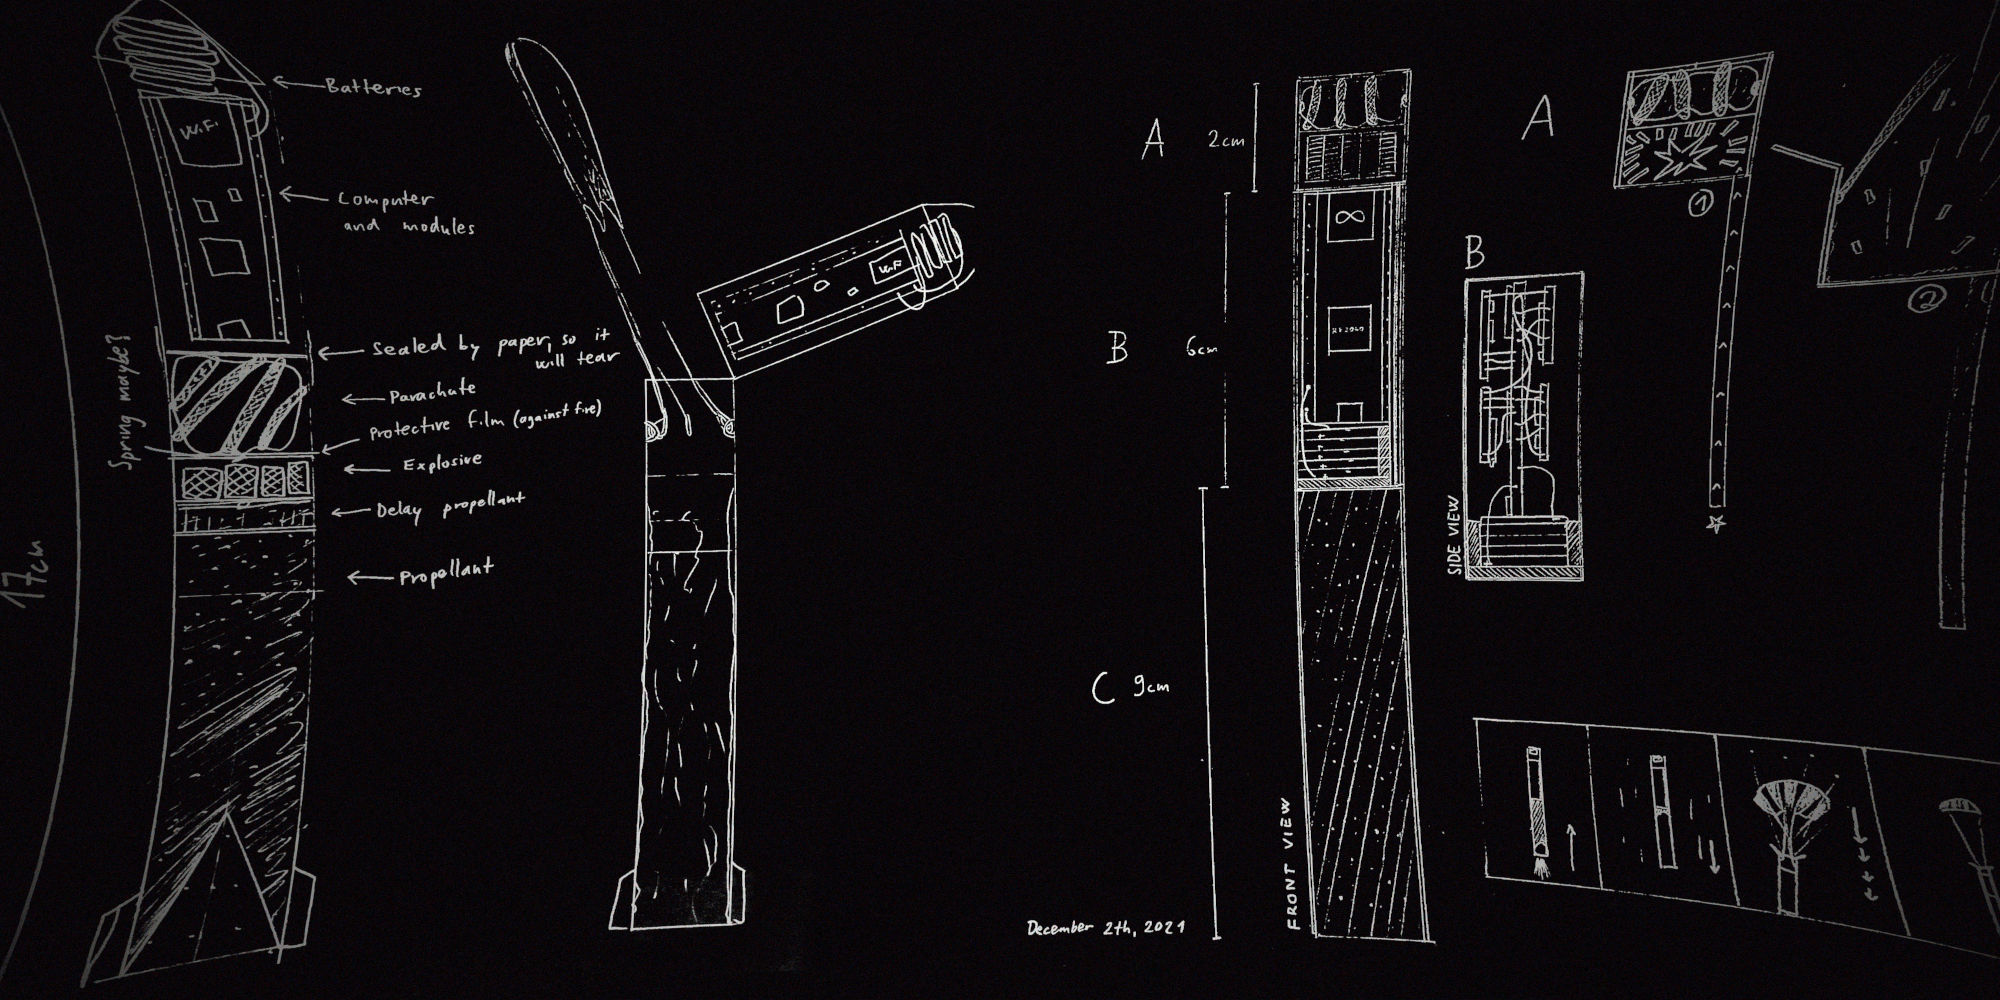 Batteries
WiFi
Computer
and modules
Sealed by paper, so it
will tear
Spring maybe?
Parachute
Protective film (against fire)
Explosive
Delay propellant
Propellant
17cm
WiFi
A 2cm
B 6cm
RP2040
C 9cm
FRONT VIEW
December 2th, 2021
A
1
2
B
SIDE VIEW